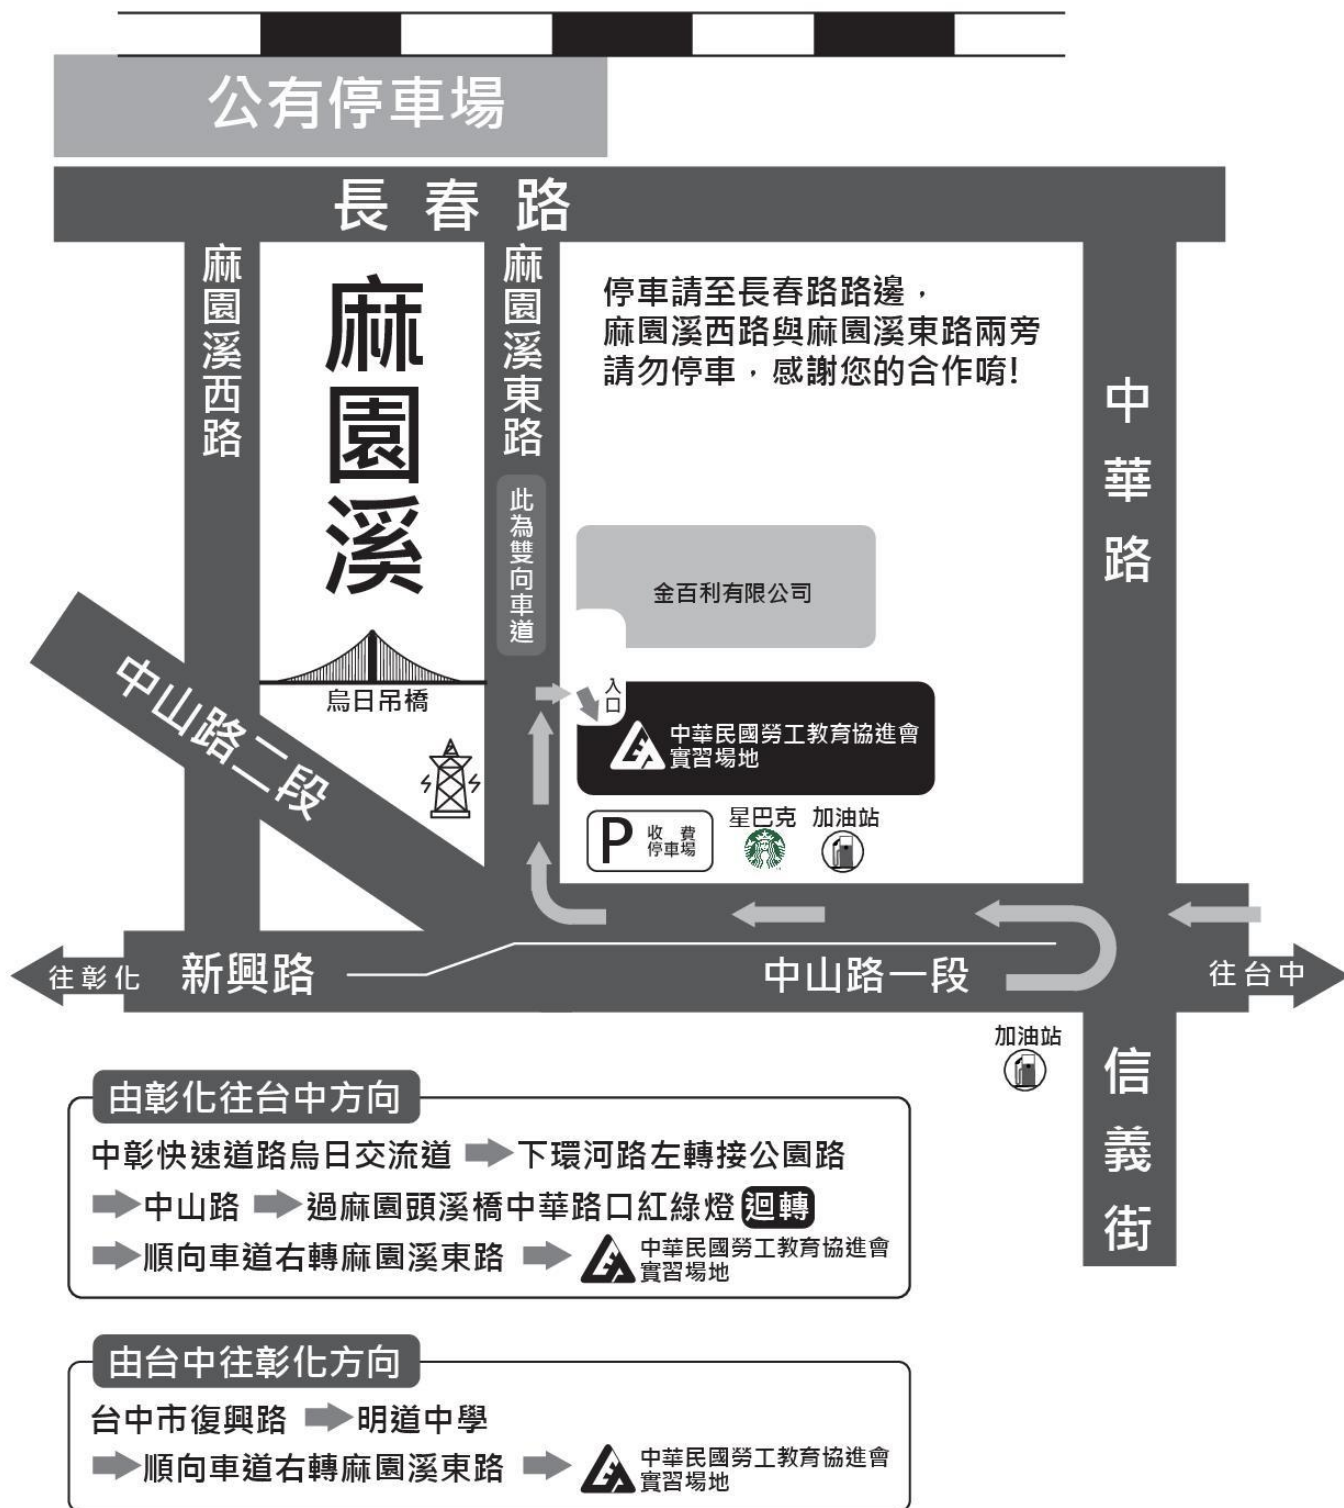 公有停車場
長春路
麻園溪西路
麻園溪
麻園溪東路
停車請至長春路路邊，
麻園溪西路與麻園溪東路兩旁
請勿停車，感謝您的合作唷!
中華路
此為雙向車道
金百利有限公司
中山路二段
烏日吊橋
入口
中華民國勞工教育協進會
實習場地
P 收費
停車場
星巴克
加油站
往彰化
新興路
中山路一段
往台中
加油站
信義街
由彰化往台中方向
中彰快速道路烏日交流道 ➡ 下環河路左轉接公園路
➡ 中山路 ➡ 過麻園頭溪橋中華路口紅綠燈 迴轉
➡ 順向車道右轉麻園溪東路 ➡ 中華民國勞工教育協進會
實習場地
由台中往彰化方向
台中市復興路 ➡ 明道中學
➡ 順向車道右轉麻園溪東路 ➡ 中華民國勞工教育協進會
實習場地